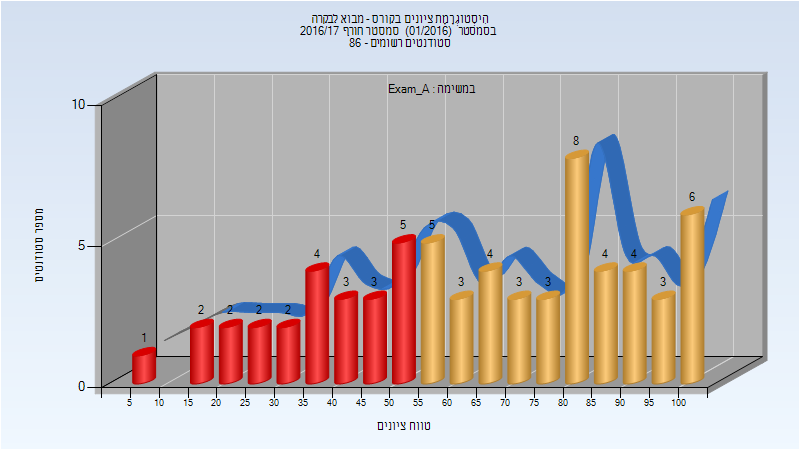 היסטוגרמת ציונים בקורס - מבוא לבקרה
בסמסטר (01/2016) סמסטר חורף 2016/17
סטודנטים רשומים - 86
במשימה : Exam_A
מספר סטודנטים
10
5
0
1 2 2 2 2 4 3 3 5 5 3 4 3 3 8 4 4 3 6
5 10 15 20 25 30 35 40 45 50 55 60 65 70 75 80 85 90 95 100
טווח ציונים